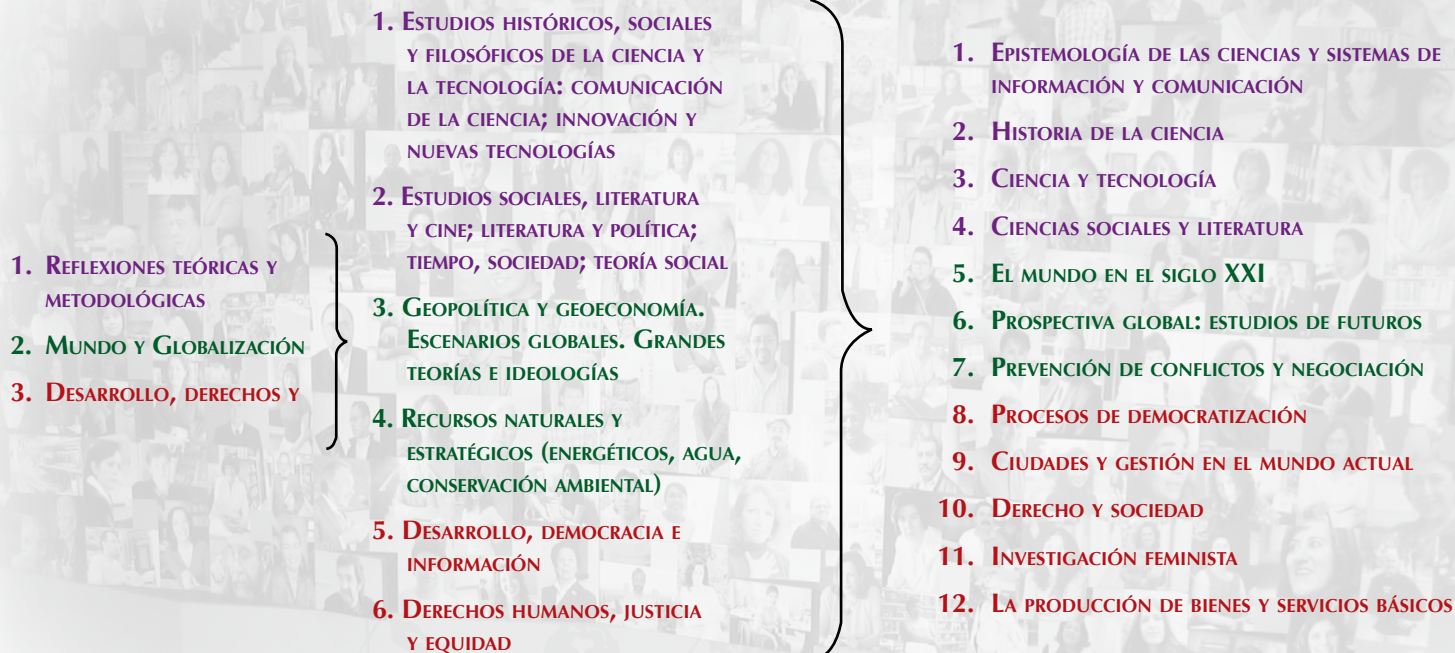 1. Reflexiones teóricas y
metodológicas
2. Mundo y Globalización
3. Desarrollo, derechos y
1. Estudios históricos, sociales
y filosóficos de la ciencia y
la tecnología: comunicación
de la ciencia; innovación y
nuevas tecnologías
2. Estudios sociales, literatura
y cine; literatura y política;
tiempo, sociedad; teoría social
3. Geopolítica y geoeconomía.
Escenarios globales. Grandes
teorías e ideologías
4. Recursos naturales y
estratégicos (energéticos, agua,
conservación ambiental)
5. Desarrollo, democracia e
información
6. Derechos humanos, justicia
y equidad
1. Epistemología de las ciencias y sistemas de
información y comunicación
2. Historia de la ciencia
3. Ciencia y tecnología
4. Ciencias sociales y literatura
5. El mundo en el siglo XXI
6. Prospectiva global: estudios de futuros
7. Prevención de conflictos y negociación
8. Procesos de democratización
9. Ciudades y gestión en el mundo actual
10. Derecho y sociedad
11. Investigación feminista
12. La producción de bienes y servicios básicos